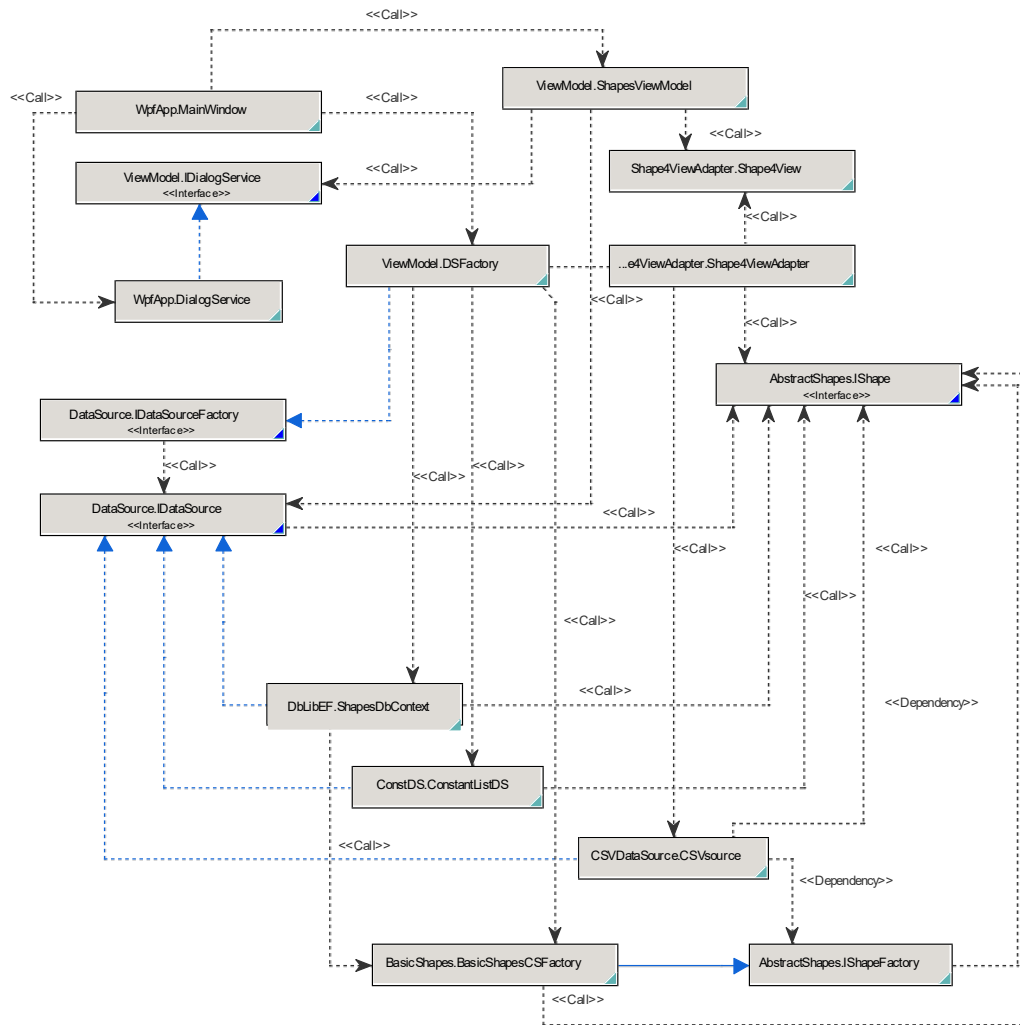 <<Call>>
ViewModel.ShapesViewModel
<<Call>>
WpfApp.MainWindow
<<Call>>
<<Call>>
ViewModel.IDialogService
<<Interface>>
<<Call>>
Shape4ViewAdapter.Shape4View
<<Call>>
ViewModel.DSFactory
...e4ViewAdapter.Shape4ViewAdapter
WpfApp.DialogService
<<Call>>
<<Call>>
AbstractShapes.IShape
<<Interface>>
DataSource.IDataSourceFactory
<<Interface>>
<<Call>>
<<Call>>
<<Call>>
DataSource.IDataSource
<<Interface>>
<<Call>>
<<Call>>
<<Call>>
<<Call>>
<<Call>>
<<Call>>
DbLibEF.ShapesDbContext
<<Dependency>>
ConstDS.ConstantListDS
<<Call>>
CSVDataSource.CSVsource
<<Dependency>>
BasicShapes.BasicShapesCSFactory
AbstractShapes.IShapeFactory
<<Call>>